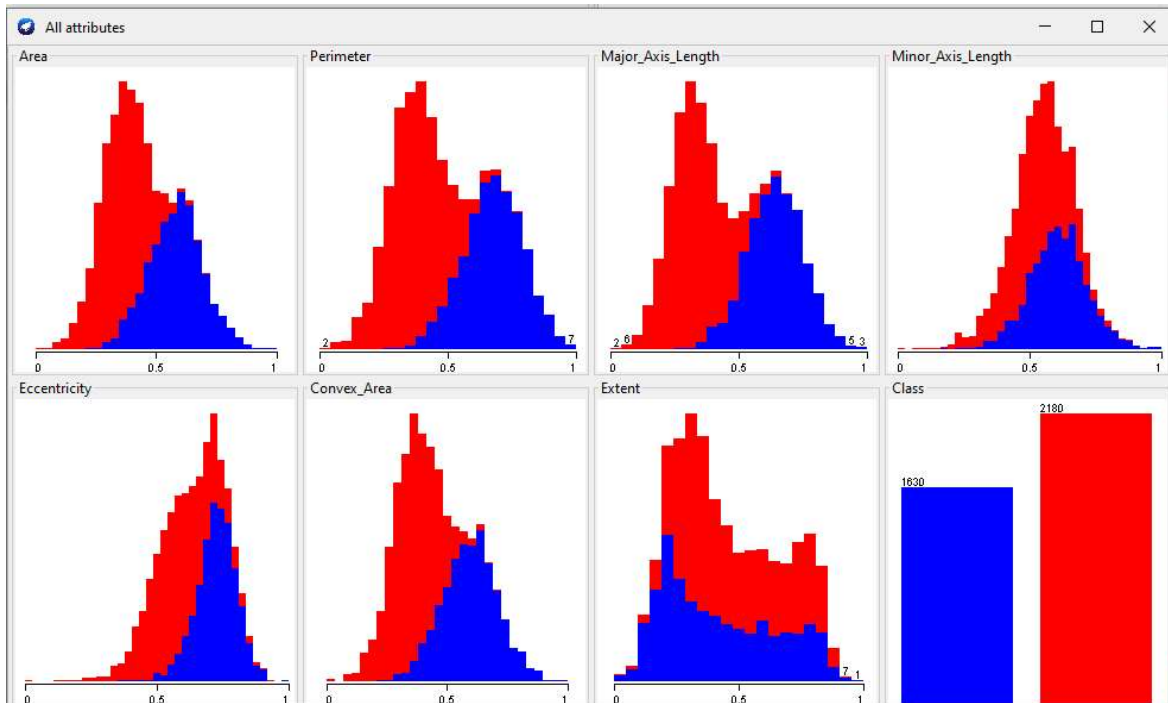 All attributes
Area
Perimeter
Major_Axis_Length
Minor_Axis_Length
2
7
2 6
5 3
0 0.5 1
0 0.5 1
0 0.5 1
0 0.5 1
Eccentricity
Convex_Area
Extent
Class
2180
1630
7 1
0 0.5 1
0 0.5 1
0 0.5 1